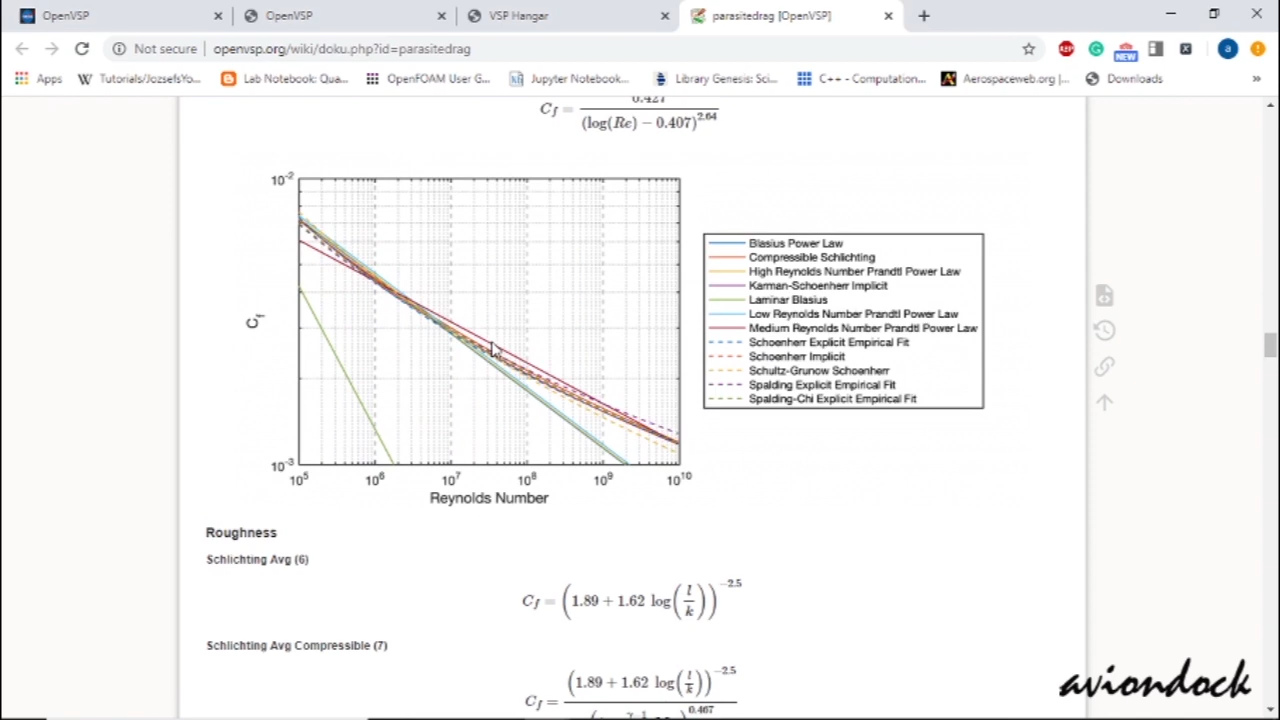 OpenVSP
OpenVSP
VSP Hangar
parasitedrag [OpenVSP]
Not secure | openvsp.org/wiki/doku.php?id=parasitedrag
NEW
a
Apps
Tutorials/JozsefsYo...
Lab Notebook: Qua...
OpenFOAM User G...
Jupyter Notebook...
Library Genesis: Sci...
C++ - Computation...
Aerospaceweb.org |...
Downloads
»
C_f = 0.427 / (log(Re) − 0.407)^2.64
10^-2
10^-3
C_f
10^5 10^6 10^7 10^8 10^9 10^10
Reynolds Number
Blasius Power Law
Compressible Schlichting
High Reynolds Number Prandtl Power Law
Karman-Schoenherr Implicit
Laminar Blasius
Low Reynolds Number Prandtl Power Law
Medium Reynolds Number Prandtl Power Law
Schoenherr Explicit Empirical Fit
Schoenherr Implicit
Schultz-Grunow Schoenherr
Spalding Explicit Empirical Fit
Spalding-Chi Explicit Empirical Fit
Roughness
Schlichting Avg (6)
C_f = (1.89 + 1.62 log(l/k))^−2.5
Schlichting Avg Compressible (7)
C_f = (1.89 + 1.62 log(l/k))^−2.5
0.467
aviondock